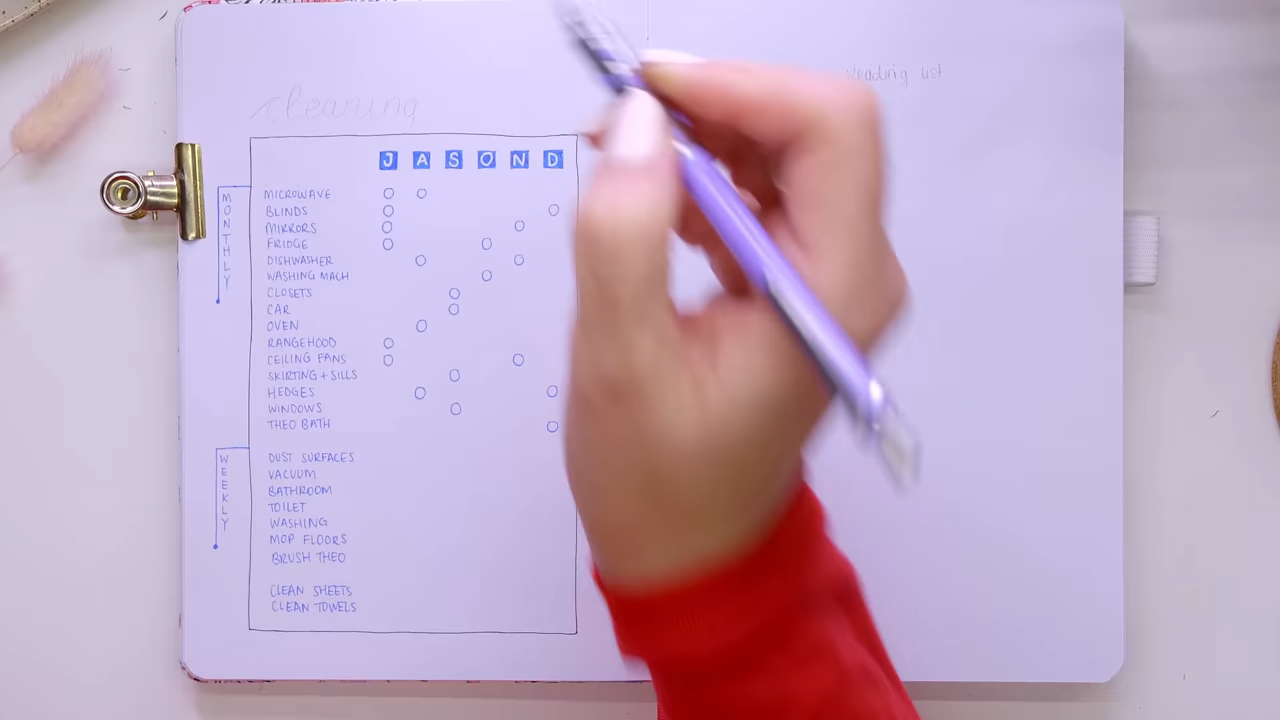 Reading list
cleaning
J A S O N D
MONTHLY
MICROWAVE
BLINDS
MIRRORS
FRIDGE
DISHWASHER
WASHING MACH
CLOSETS
CAR
OVEN
RANGEHOOD
CEILING FANS
SKIRTING + SILLS
HEDGES
WINDOWS
THEO BATH
WEEKLY
DUST SURFACES
VACUUM
BATHROOM
TOILET
WASHING
MOP FLOORS
BRUSH THEO
CLEAN SHEETS
CLEAN TOWELS